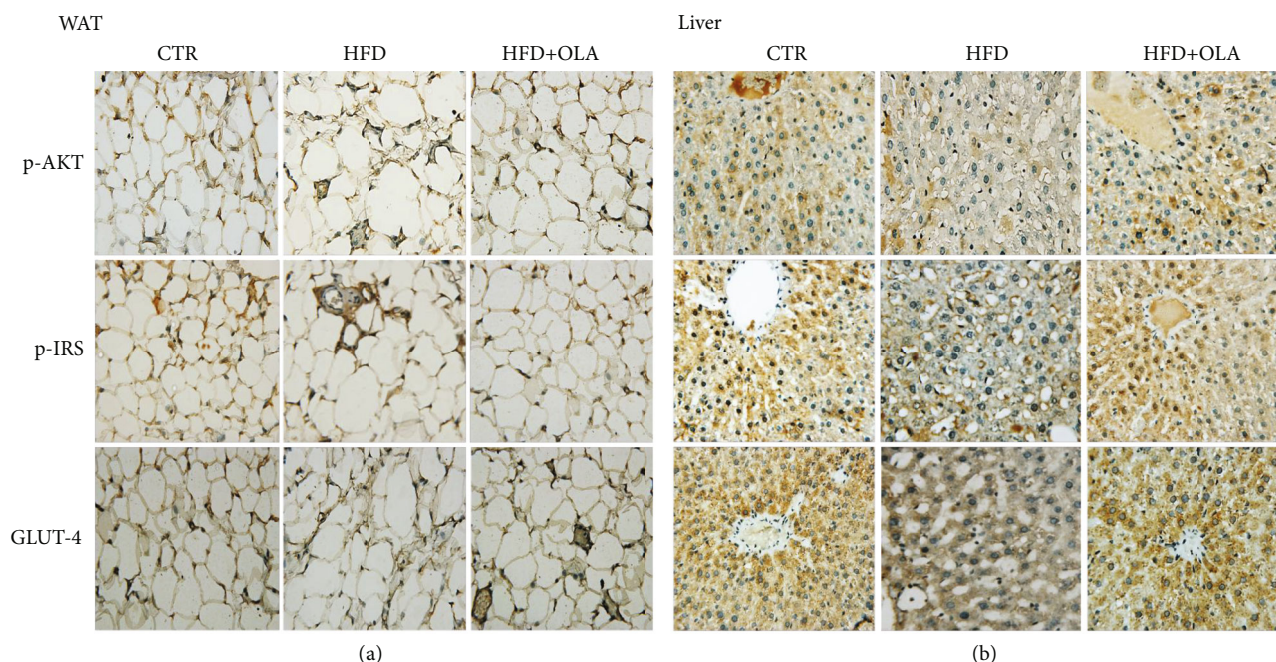 WAT
CTR HFD HFD+OLA
p-AKT
p-IRS
GLUT-4
(a)
Liver
CTR HFD HFD+OLA
(b)